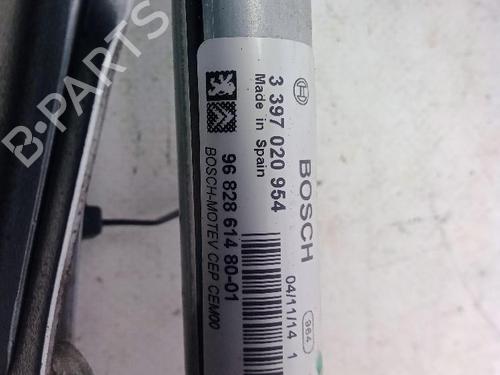 B-PARTS
BOSCH
3 397 020 954
Made in Spain
04/11/14 1
964
96 828 614 80-01
BOSCH-MOTEV CEP CEM00